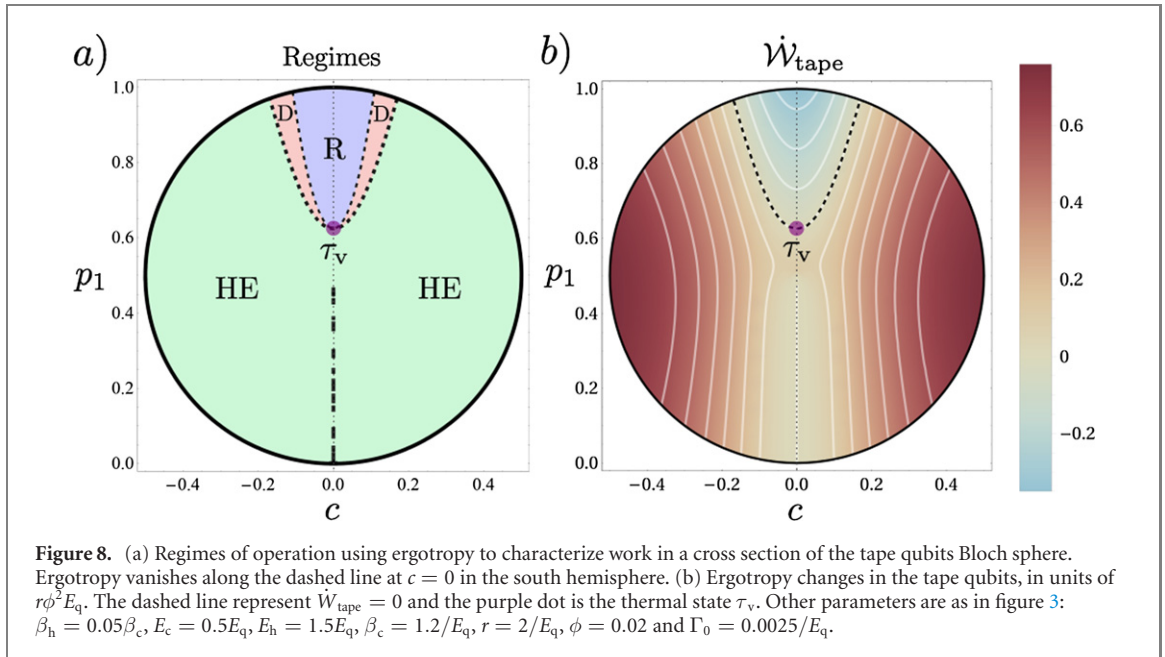 a)
Regimes
1.0
0.8
0.6
0.4
0.2
0.0
p₁
D
D
R
τᵥ
HE
HE
−0.4
−0.2
0.0
0.2
0.4
c
b)
Ẇtape
1.0
0.8
0.6
0.4
0.2
0.0
p₁
τᵥ
−0.4
−0.2
0.0
0.2
0.4
c
0.6
0.4
0.2
0
−0.2
Figure 8. (a) Regimes of operation using ergotropy to characterize work in a cross section of the tape qubits Bloch sphere.
Ergotropy vanishes along the dashed line at c = 0 in the south hemisphere. (b) Ergotropy changes in the tape qubits, in units of
rϕ²Eq. The dashed line represent Ẇtape = 0 and the purple dot is the thermal state τᵥ. Other parameters are as in figure 3:
βh = 0.05βc, Ec = 0.5Eq, Eh = 1.5Eq, βc = 1.2/Eq, r = 2/Eq, ϕ = 0.02 and Γ₀ = 0.0025/Eq.